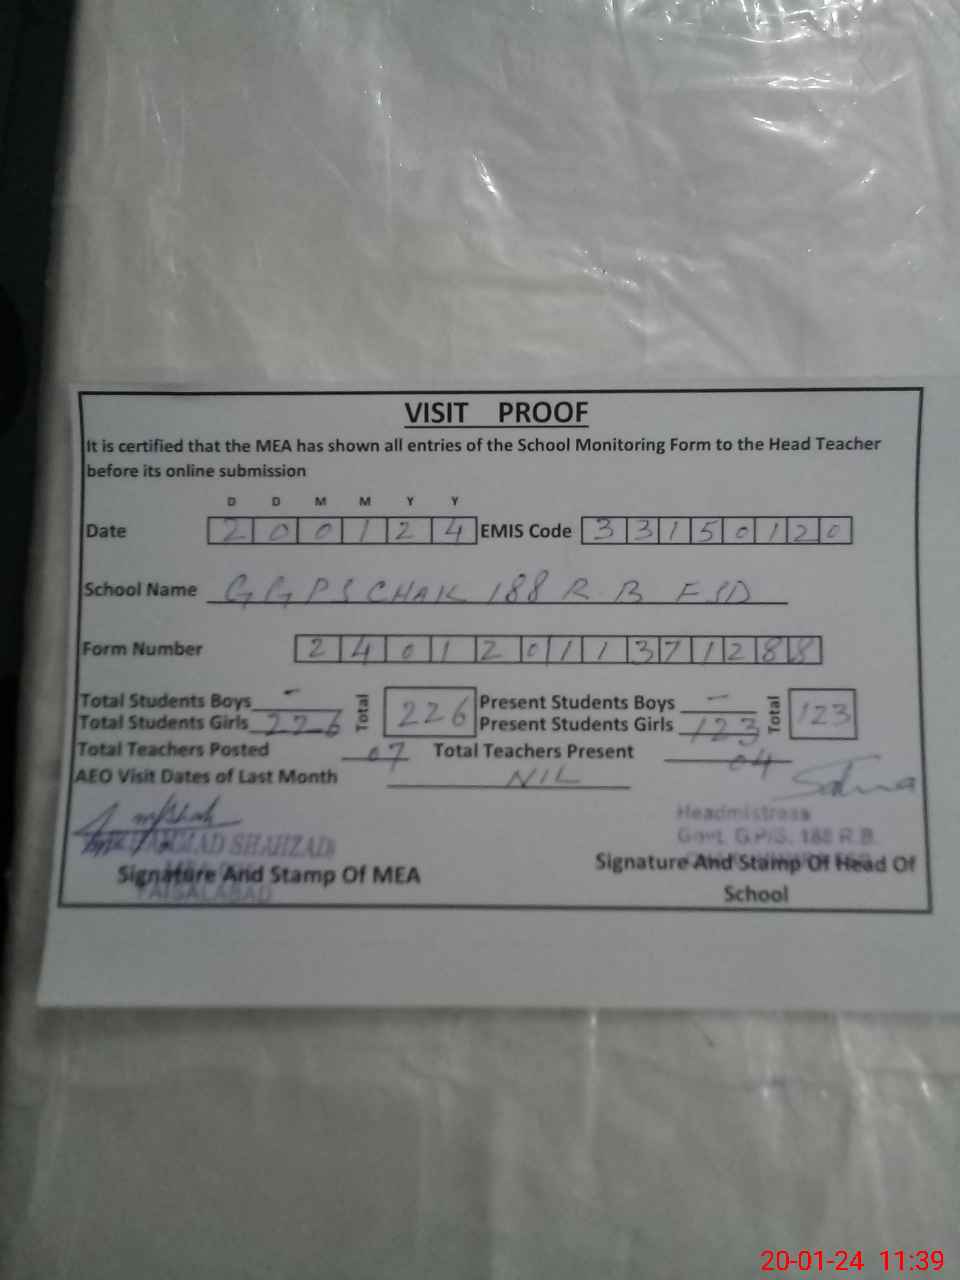 VISIT PROOF
It is certified that the MEA has shown all entries of the School Monitoring Form to the Head Teacher
before its online submission
D D M M Y Y
Date 2 0 0 1 2 4 EMIS Code 3 3 1 5 0 1 2 0
School Name GGPS CHAK 188 R.B FSD
Form Number 2 4 0 1 2 0 1 1 3 7 1 2 8 8
Total Students Boys - Total 226 Present Students Boys - Total 123
Total Students Girls 226 Present Students Girls 123
Total Teachers Posted 07 Total Teachers Present 04
AEO Visit Dates of Last Month NIL
Headmistress
Govt. G.P/S. 188 R.B.
SHAHZAD
Signature And Stamp Of MEA
FAISALABAD
Signature And Stamp Of Head Of
School
20-01-24 11:39